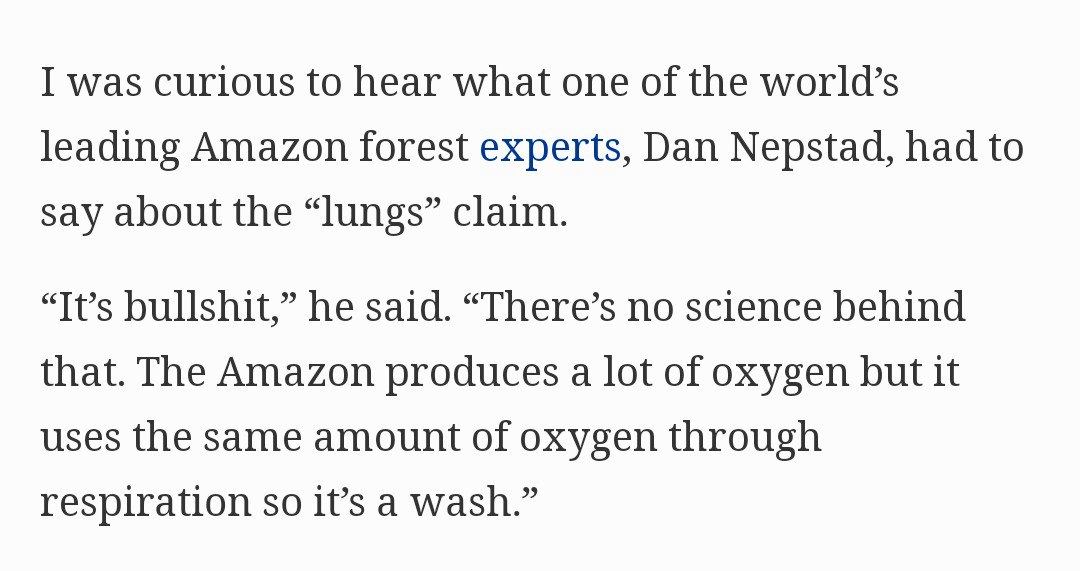 I was curious to hear what one of the world’s
leading Amazon forest experts, Dan Nepstad, had to
say about the “lungs” claim.
“It’s bullshit,” he said. “There’s no science behind
that. The Amazon produces a lot of oxygen but it
uses the same amount of oxygen through
respiration so it’s a wash.”